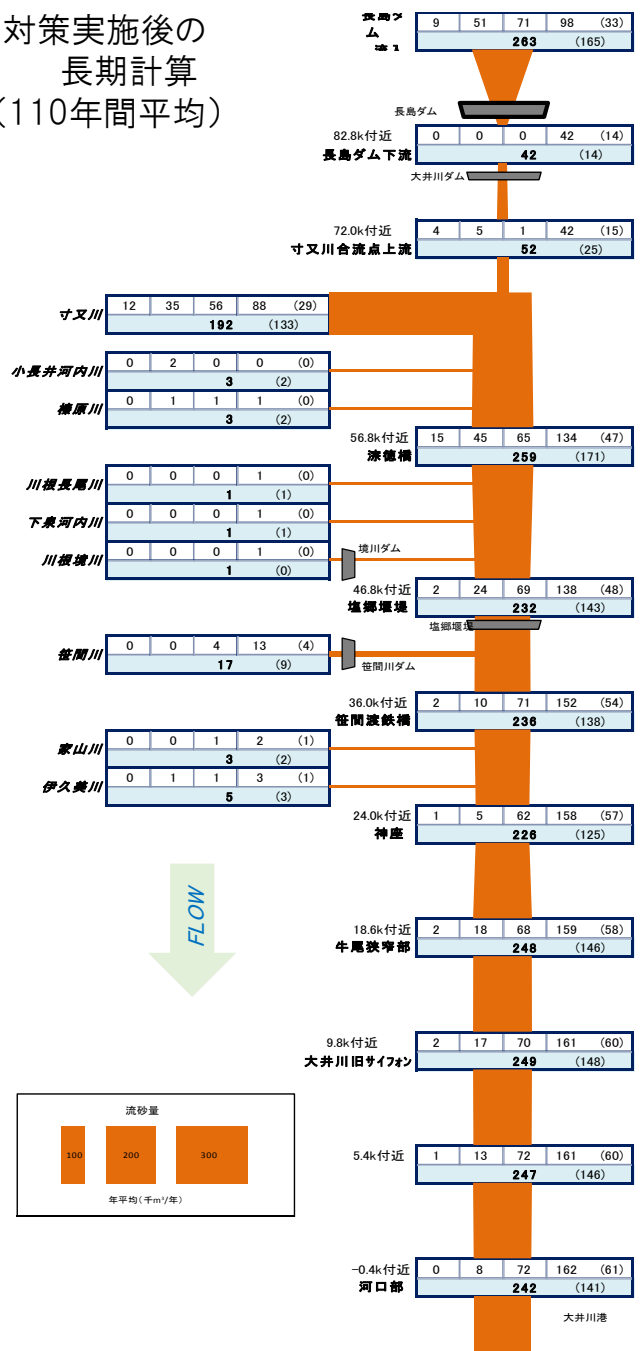 対策実施後の
長期計算
（110年間平均）
長島ダ
ム
9 51 71 98 (33)
263 (165)
長島ダム
82.8k付近
長島ダム下流
0 0 0 42 (14)
42 (14)
大井川ダム
72.0k付近
寸又川合流点上流
4 5 1 42 (15)
52 (25)
寸又川
12 35 56 88 (29)
192 (133)
小長井河内川
0 2 0 0 (0)
3 (2)
榛原川
0 1 1 1 (0)
3 (2)
56.8k付近
淙徳橋
15 45 65 134 (47)
259 (171)
川根長尾川
0 0 0 1 (0)
1 (1)
下泉河内川
0 0 0 1 (0)
1 (1)
川根境川
0 0 0 1 (0)
1 (0)
境川ダム
46.8k付近
塩郷堰堤
2 24 69 138 (48)
232 (143)
塩郷堰堤
笹間川
0 0 4 13 (4)
17 (9)
笹間川ダム
36.0k付近
笹間渡鉄橋
2 10 71 152 (54)
236 (138)
家山川
0 0 1 2 (1)
3 (2)
伊久美川
0 1 1 3 (1)
5 (3)
24.0k付近
神座
1 5 62 158 (57)
226 (125)
FLOW
18.6k付近
牛尾狭窄部
2 18 68 159 (58)
248 (146)
9.8k付近
大井川旧サイフォン
2 17 70 161 (60)
249 (148)
流砂量
100 200 300
年平均（千m³/年）
5.4k付近
1 13 72 161 (60)
247 (146)
-0.4k付近
河口部
0 8 72 162 (61)
242 (141)
大井川港